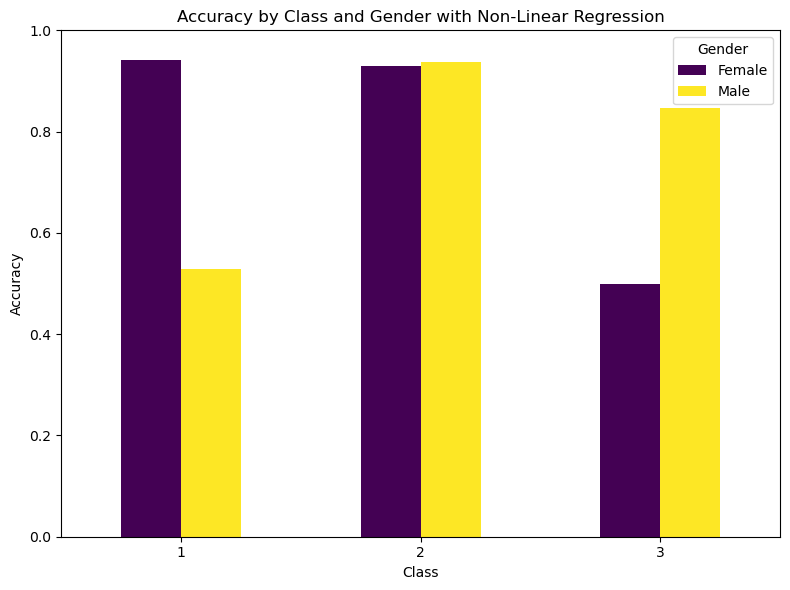 Accuracy by Class and Gender with Non-Linear Regression
1.0
0.8
0.6
0.4
0.2
0.0
Accuracy
Gender
Female
Male
1
2
3
Class